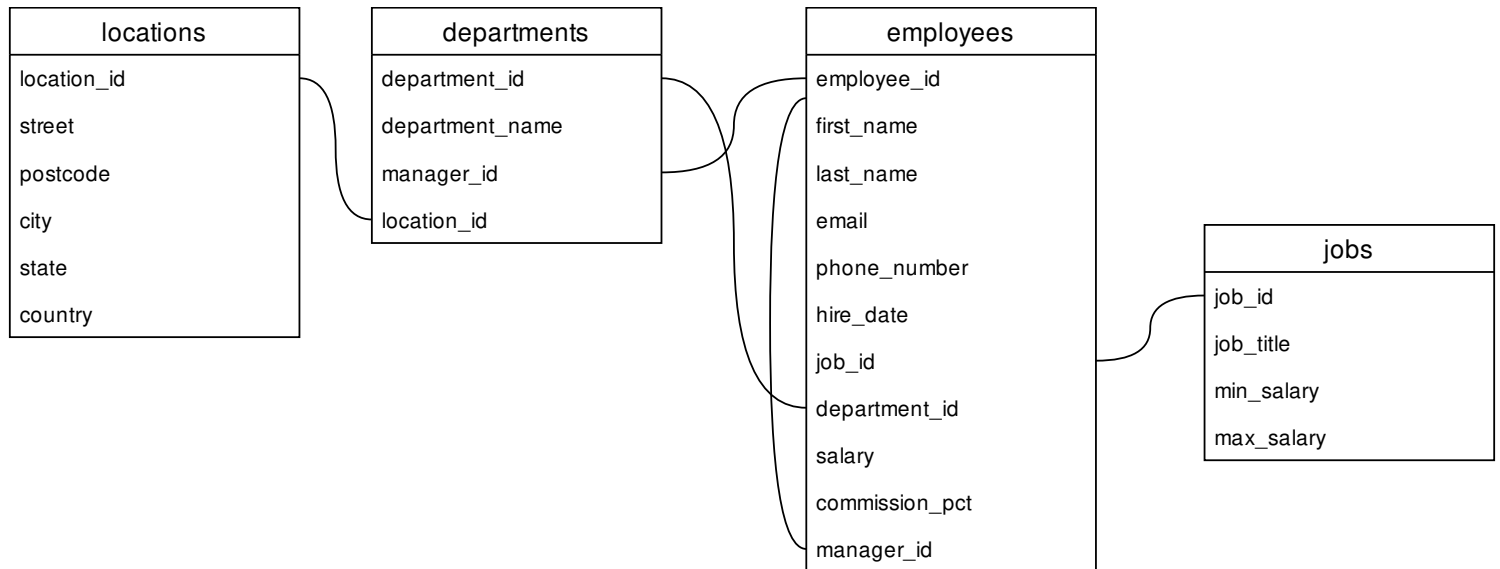 locations
location_id
street
postcode
city
state
country
departments
department_id
department_name
manager_id
location_id
employees
employee_id
first_name
last_name
email
phone_number
hire_date
job_id
department_id
salary
commission_pct
manager_id
jobs
job_id
job_title
min_salary
max_salary